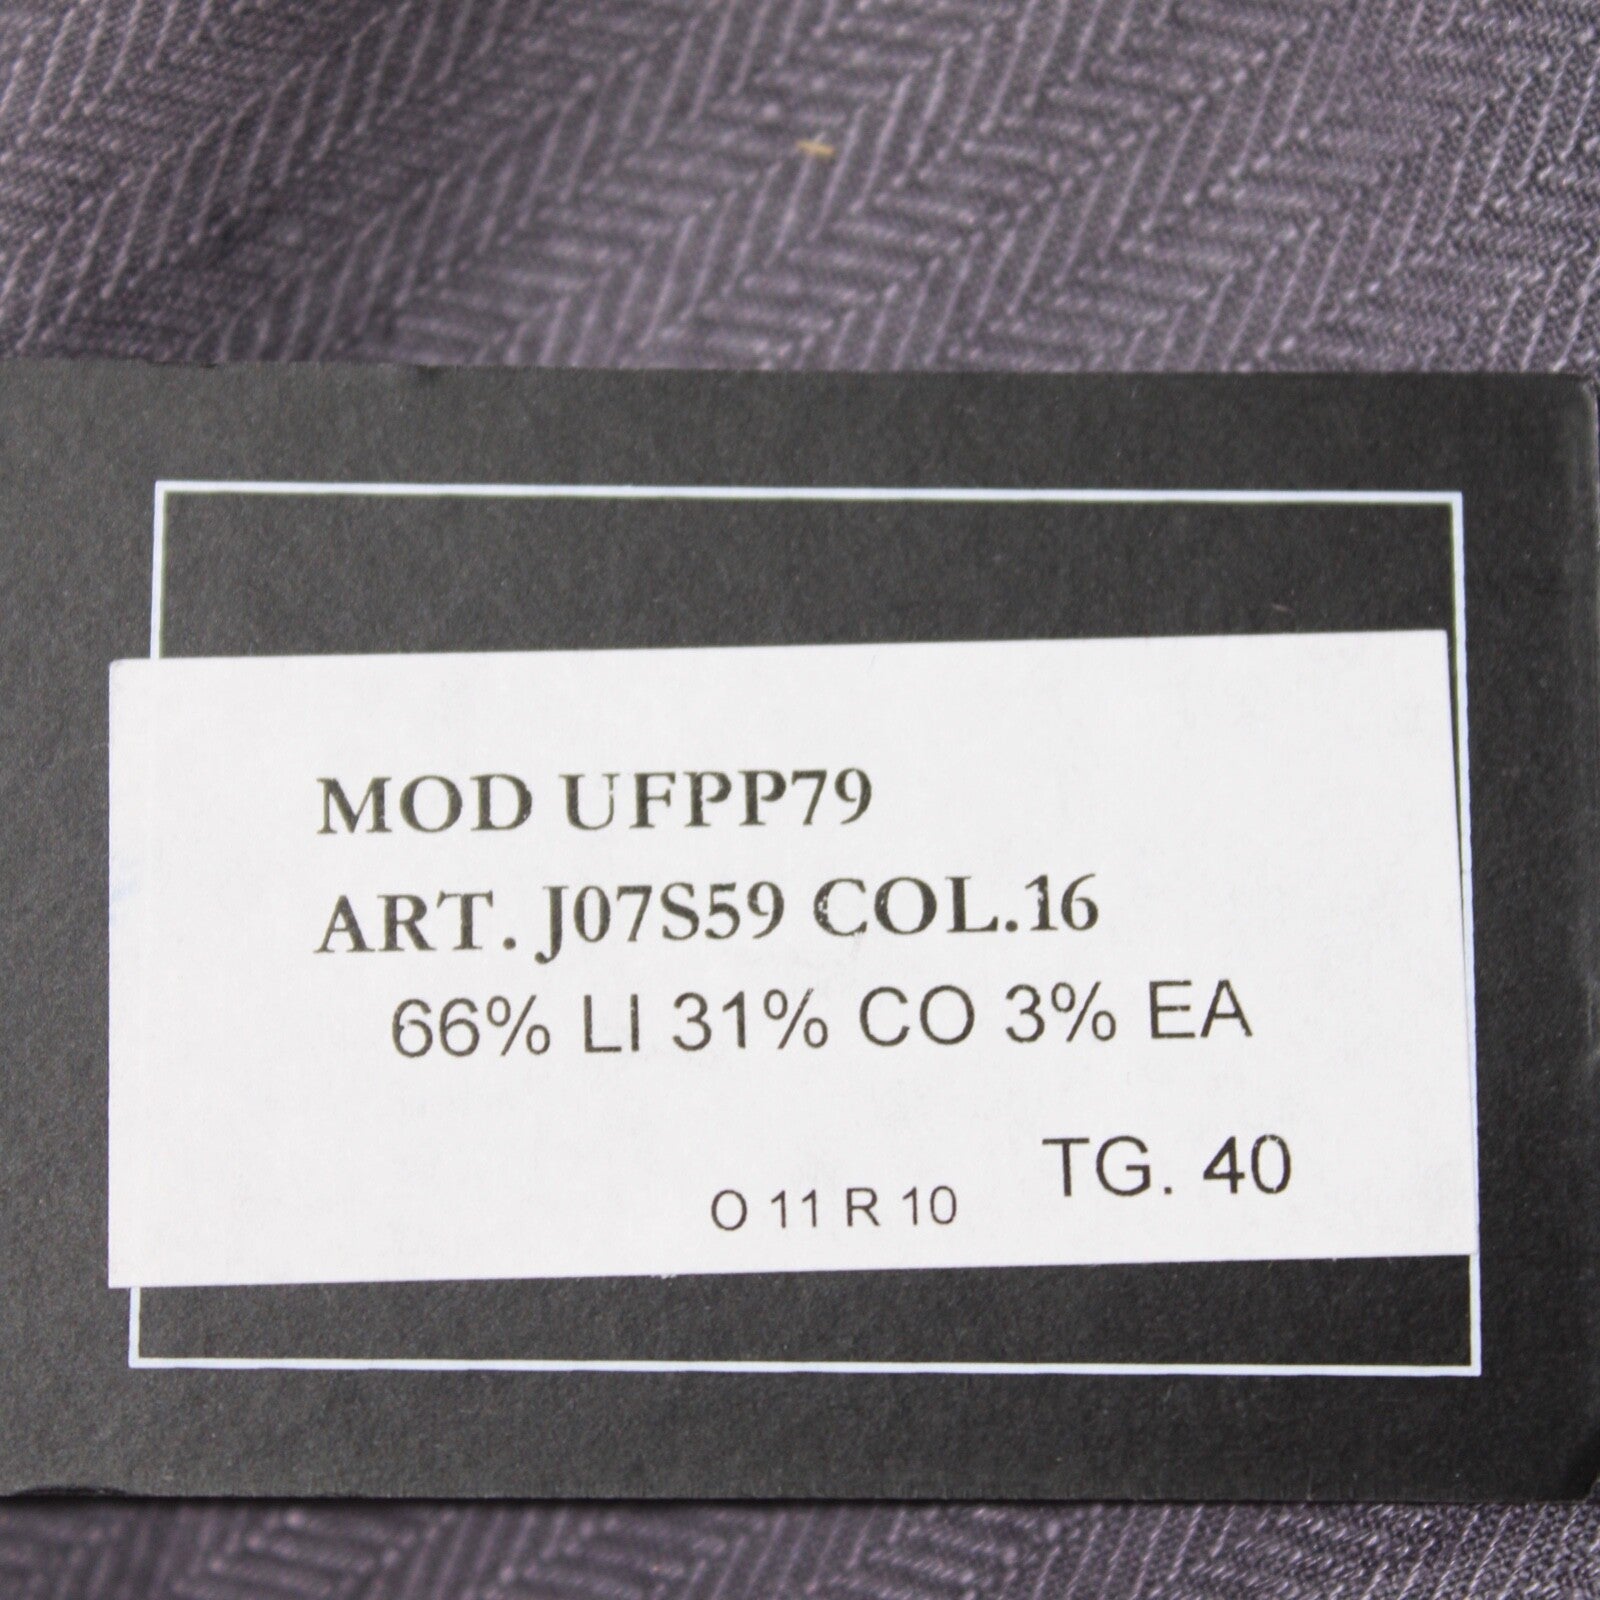 MOD UFPP79
ART. J07S59 COL.16
66% LI 31% CO 3% EA
O 11 R 10 TG. 40